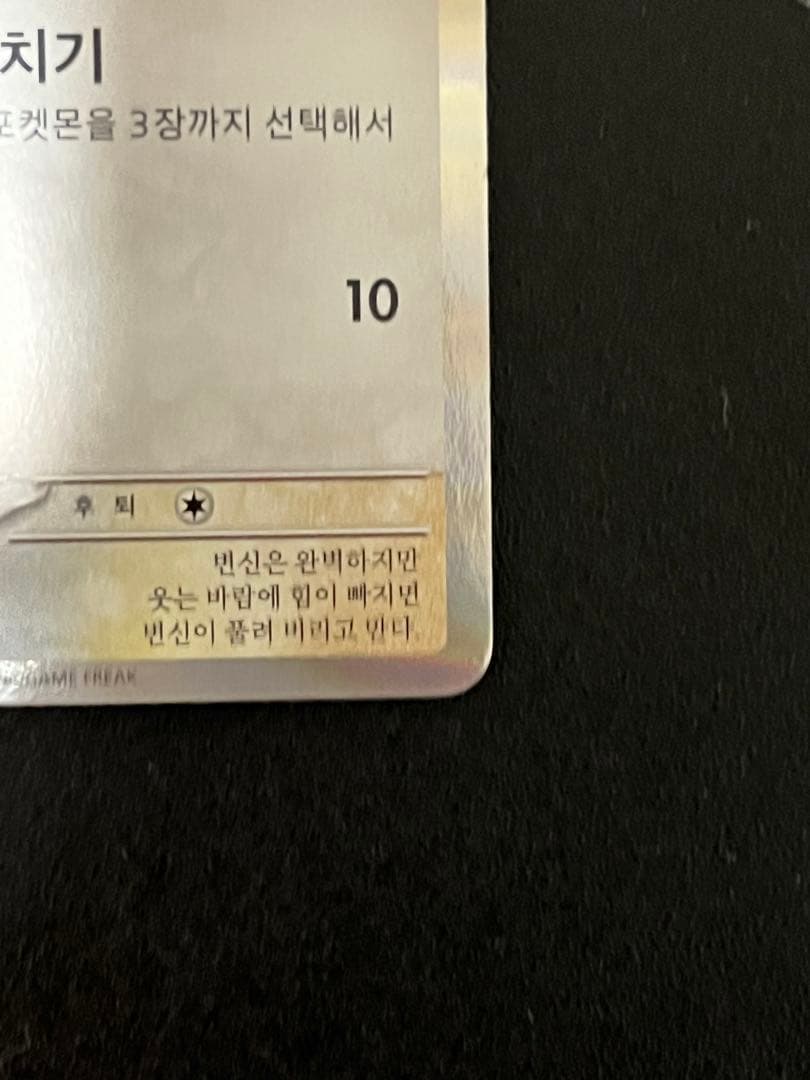 치기
포켓몬을 3장까지 선택해서
10
후 퇴
변신은 완벽하지만
웃는 바람에 힘이 빠지면
변신이 풀려 버리고 만다.
GAME FREAK